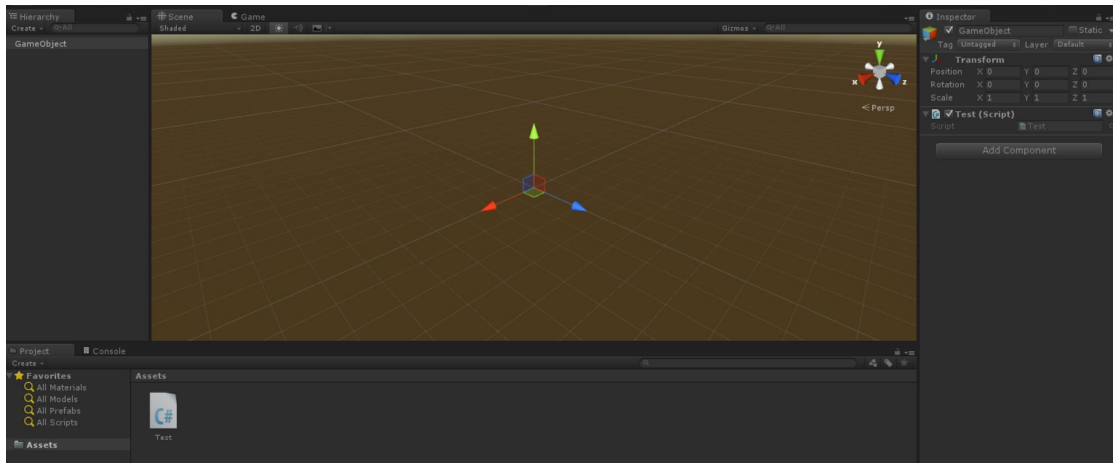 Hierarchy
Create
All
GameObject
Scene
Game
Shaded
2D
Gizmos
All
y
x
z
Persp
Project
Console
Create
Favorites
All Materials
All Models
All Prefabs
All Scripts
Assets
Assets
C#
Test
Inspector
GameObject
Static
Tag Untagged Layer Default
Transform
Position X 0 Y 0 Z 0
Rotation X 0 Y 0 Z 0
Scale X 1 Y 1 Z 1
Test (Script)
Script Test
Add Component